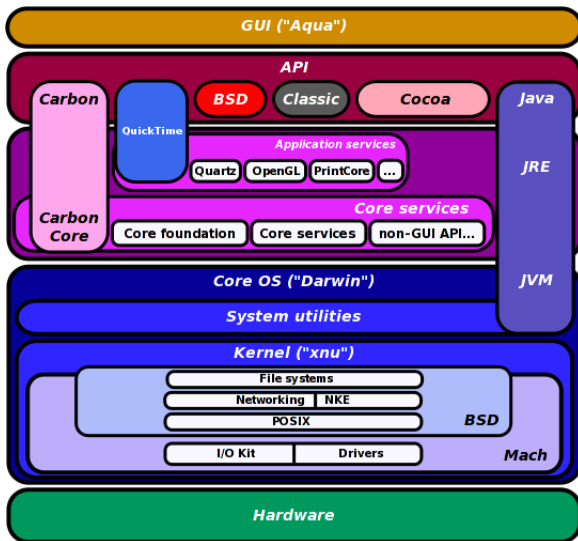 GUI ("Aqua")
API
Carbon
QuickTime
BSD
Classic
Cocoa
Java
Application services
Quartz
OpenGL
PrintCore
...
JRE
Carbon
Core
Core services
Core foundation
Core services
non-GUI API...
Core OS ("Darwin")
JVM
System utilities
Kernel ("xnu")
File systems
Networking
NKE
POSIX
BSD
I/O Kit
Drivers
Mach
Hardware